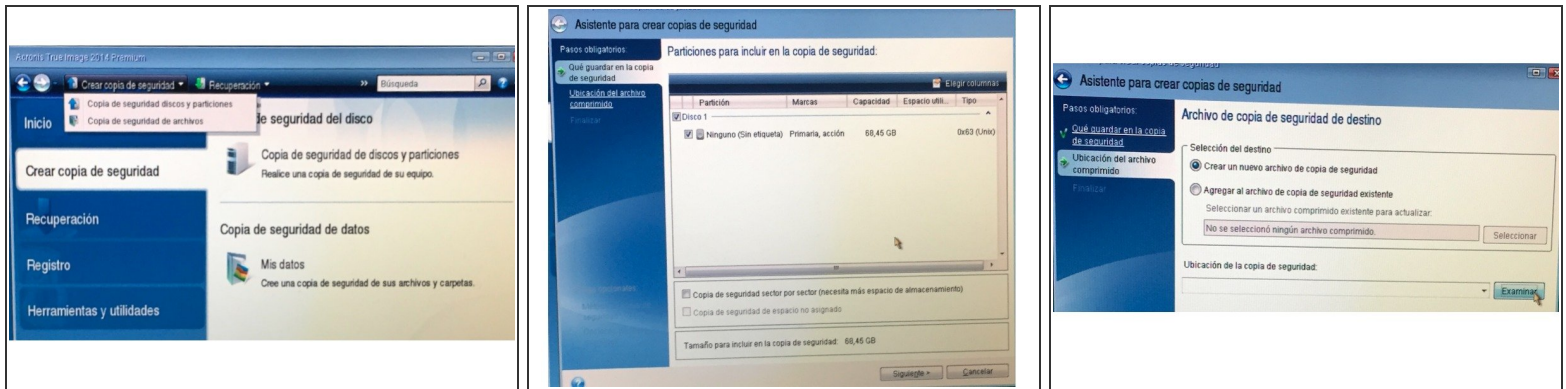 Acronis True Image 2014 Premium
Crear copia de seguridad
Recuperación
Búsqueda
Copia de seguridad discos y particiones
Copia de seguridad de archivos
de seguridad del disco
Inicio
Crear copia de seguridad
Recuperación
Registro
Herramientas y utilidades
Copia de seguridad de discos y particiones
Realice una copia de seguridad de su equipo.
Copia de seguridad de datos
Mis datos
Cree una copia de seguridad de sus archivos y carpetas.
Asistente para crear copias de seguridad
Pasos obligatorios:
Qué guardar en la copia
de seguridad
Ubicación del archivo
comprimido
Finalizar
Particiones para incluir en la copia de seguridad:
Elegir columnas
Partición Marcas Capacidad Espacio utili... Tipo
Disco 1
Ninguno (Sin etiqueta) Primaria, acción 68,45 GB 0x63 (Unix)
Copia de seguridad sector por sector (necesita más espacio de almacenamiento)
Copia de seguridad de espacio no asignado
Tamaño para incluir en la copia de seguridad: 68,45 GB
Siguiente >
Cancelar
Asistente para crear copias de seguridad
Pasos obligatorios:
Qué guardar en la copia
de seguridad
Ubicación del archivo
comprimido
Finalizar
Archivo de copia de seguridad de destino
Selección del destino
Crear un nuevo archivo de copia de seguridad
Agregar al archivo de copia de seguridad existente
Seleccionar un archivo comprimido existente para actualizar:
No se seleccionó ningún archivo comprimido.
Seleccionar
Ubicación de la copia de seguridad:
Examinar